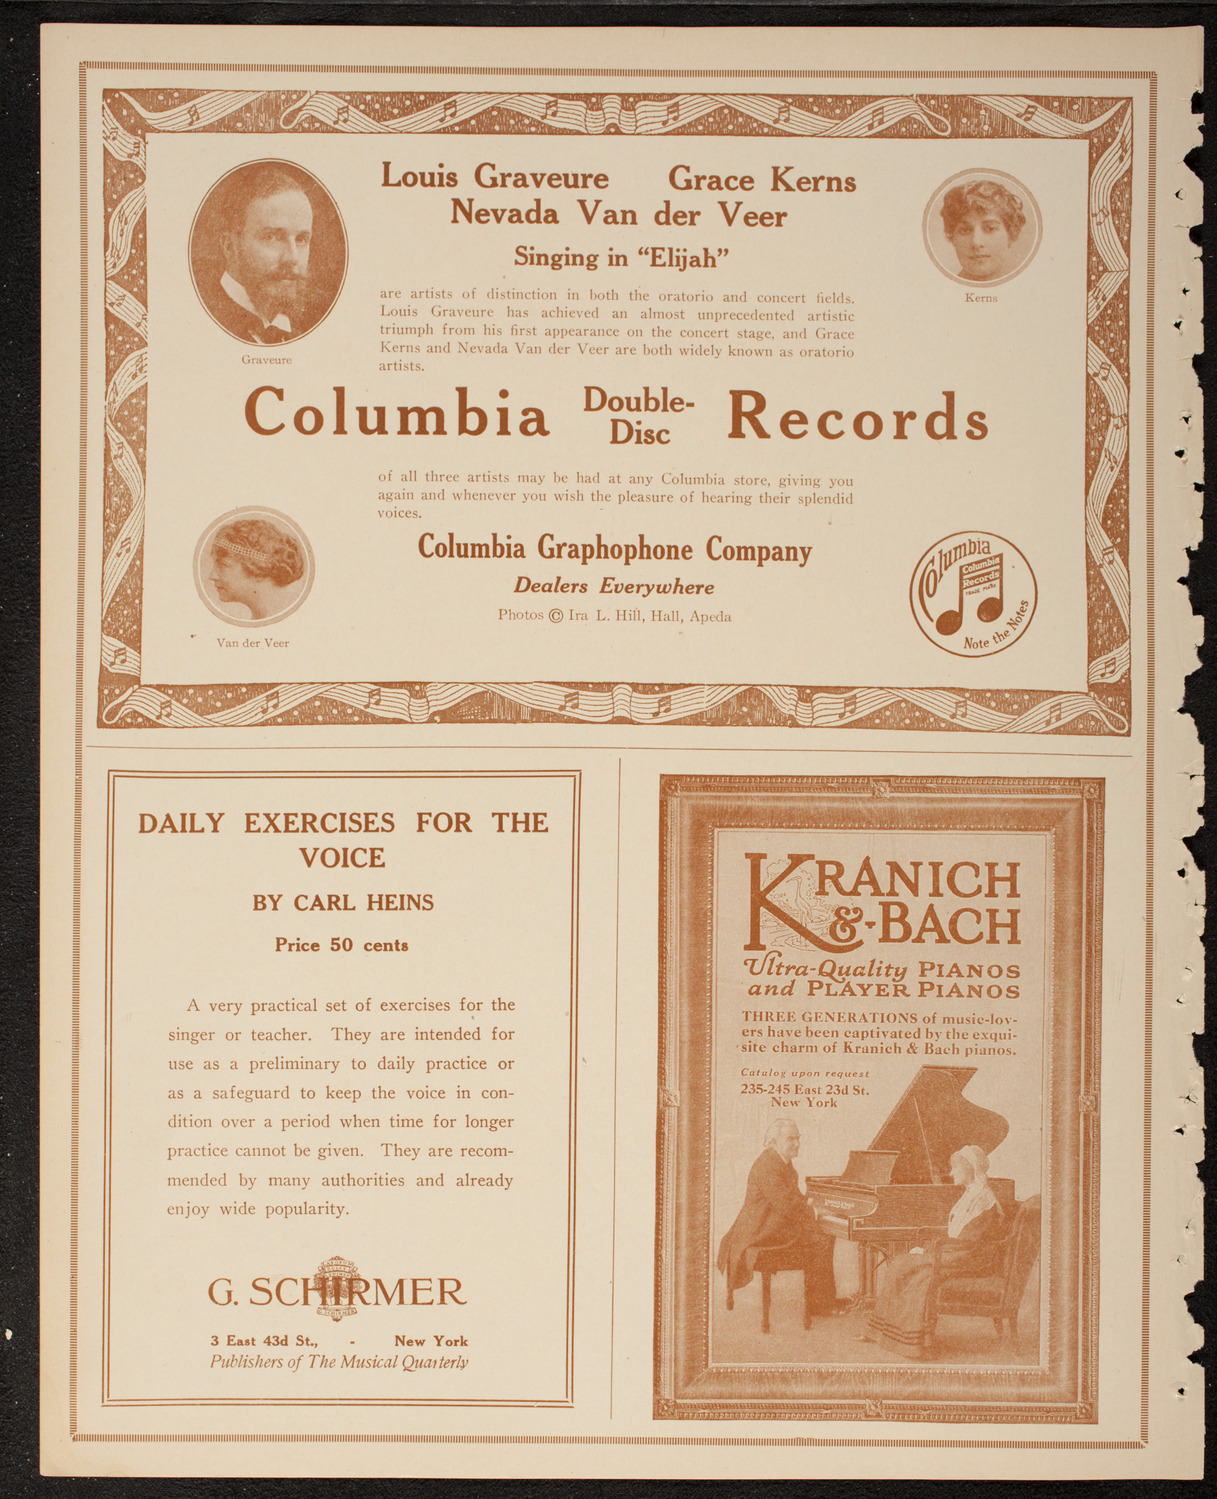 Louis Graveure Grace Kerns
Nevada Van der Veer
Singing in "Elijah"
are artists of distinction in both the oratorio and concert fields.
Louis Graveure has achieved an almost unprecedented artistic
triumph from his first appearance on the concert stage, and Grace
Kerns and Nevada Van der Veer are both widely known as oratorio
artists.
Graveure
Kerns
Columbia Double-
Disc Records
of all three artists may be had at any Columbia store, giving you
again and whenever you wish the pleasure of hearing their splendid
voices.
Columbia Graphophone Company
Dealers Everywhere
Photos © Ira L. Hill, Hall, Apeda
Van der Veer
Columbia
Columbia
Records
TRADE MARK
Note the Notes
DAILY EXERCISES FOR THE
VOICE
BY CARL HEINS
Price 50 cents
A very practical set of exercises for the
singer or teacher. They are intended for
use as a preliminary to daily practice or
as a safeguard to keep the voice in con-
dition over a period when time for longer
practice cannot be given. They are recom-
mended by many authorities and already
enjoy wide popularity.
G. SCHIRMER
3 East 43d St., - New York
Publishers of The Musical Quarterly
KRANICH
&-BACH
Ultra-Quality PIANOS
and PLAYER PIANOS
THREE GENERATIONS of music-lov-
ers have been captivated by the exqui-
site charm of Kranich & Bach pianos.
Catalog upon request
235-245 East 23d St.
New York